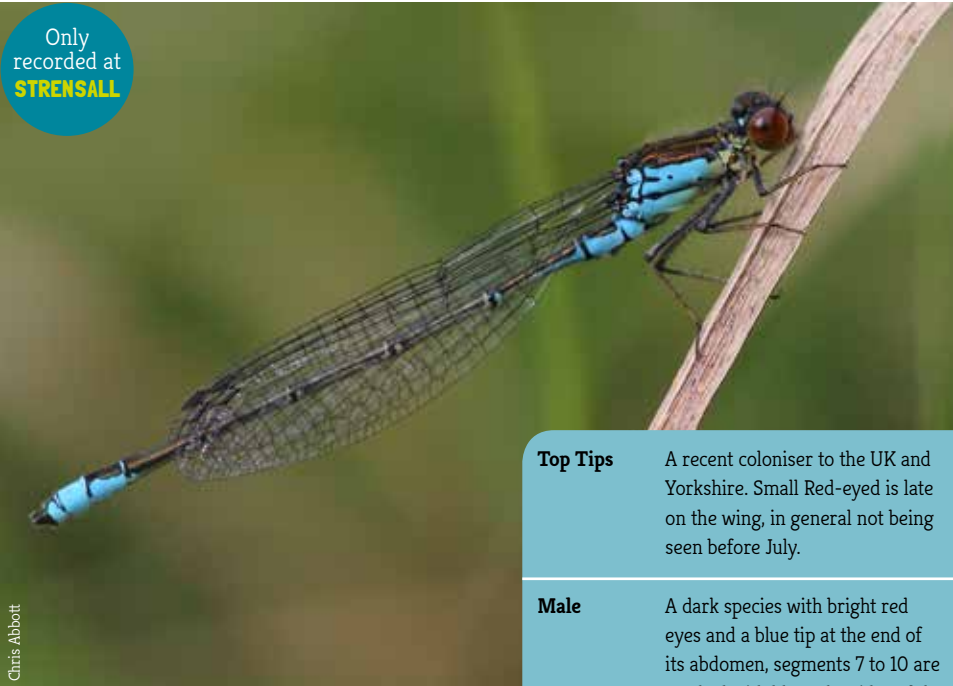 Only
recorded at
STRENSALL
Top Tips
A recent coloniser to the UK and
Yorkshire. Small Red-eyed is late
on the wing, in general not being
seen before July.
Male
A dark species with bright red
eyes and a blue tip at the end of
its abdomen, segments 7 to 10 are
Chris Abbott